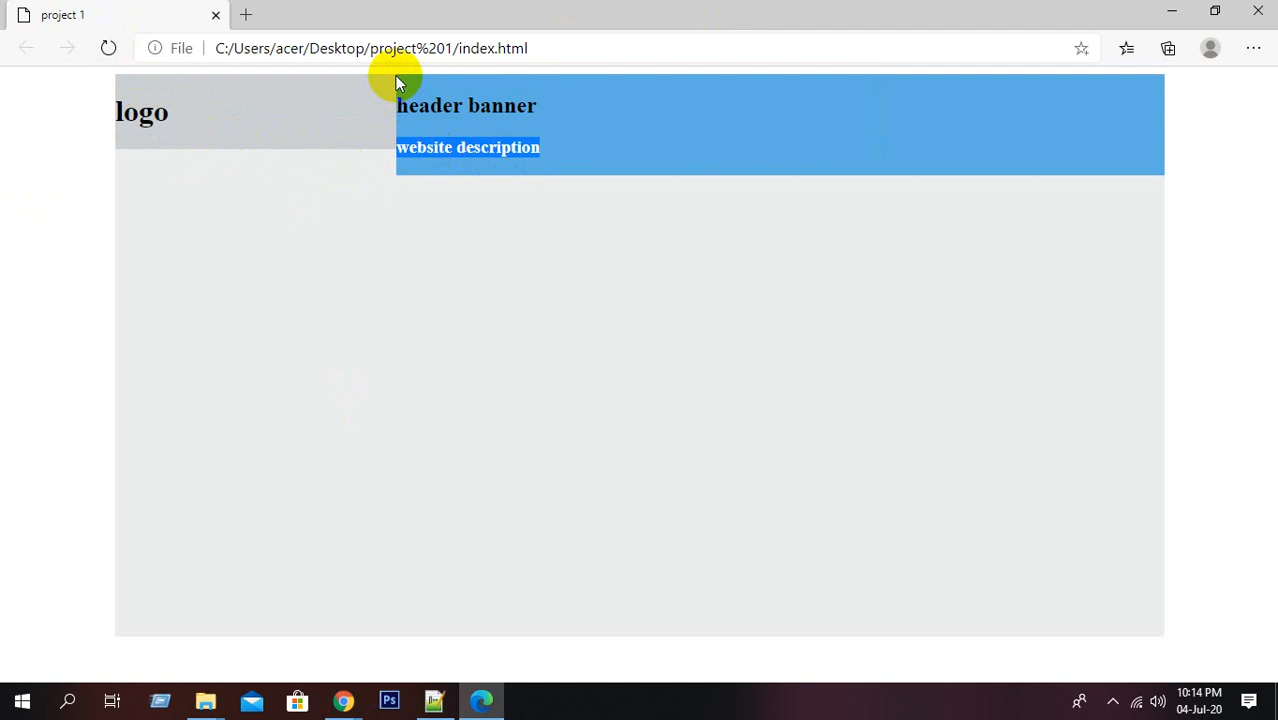 project 1
File
C:/Users/acer/Desktop/project%201/index.html
logo
header banner
website description
Ps
10:14 PM
04-Jul-20